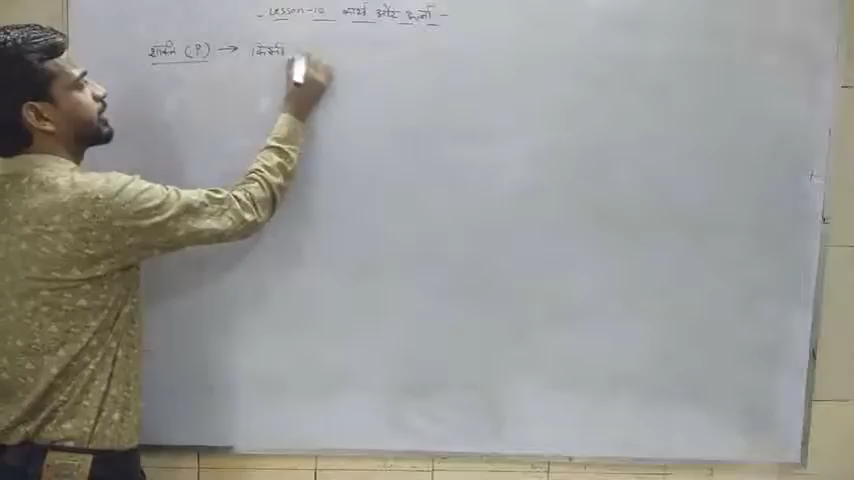 - Lesson-10 कार्य और ऊर्जा -
शक्ति (P) → किसी